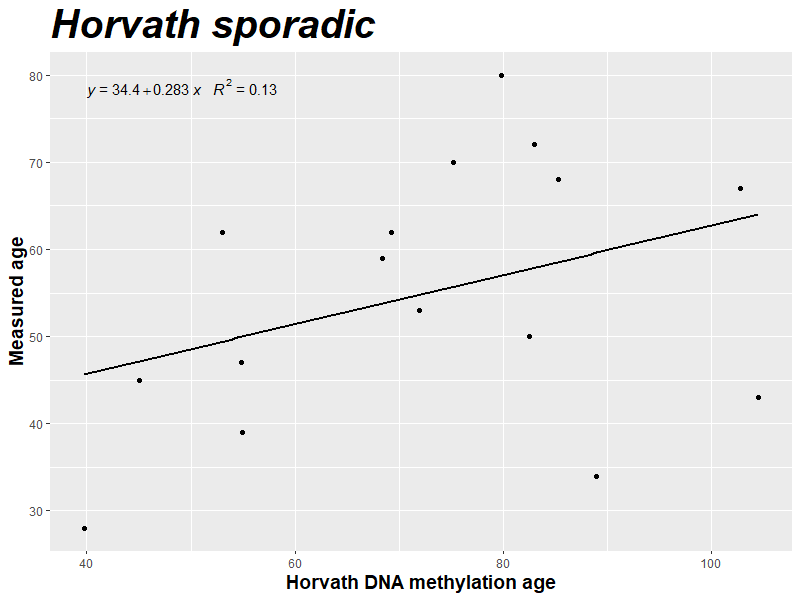 Horvath sporadic
y = 34.4+0.283 x R² = 0.13
80
70
60
50
40
30
Measured age
40 60 80 100
Horvath DNA methylation age